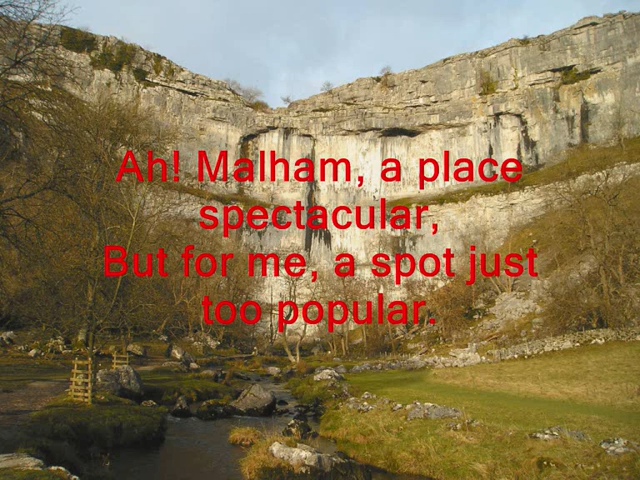 Ah! Malham, a place
spectacular,
But for me, a spot just
too popular.